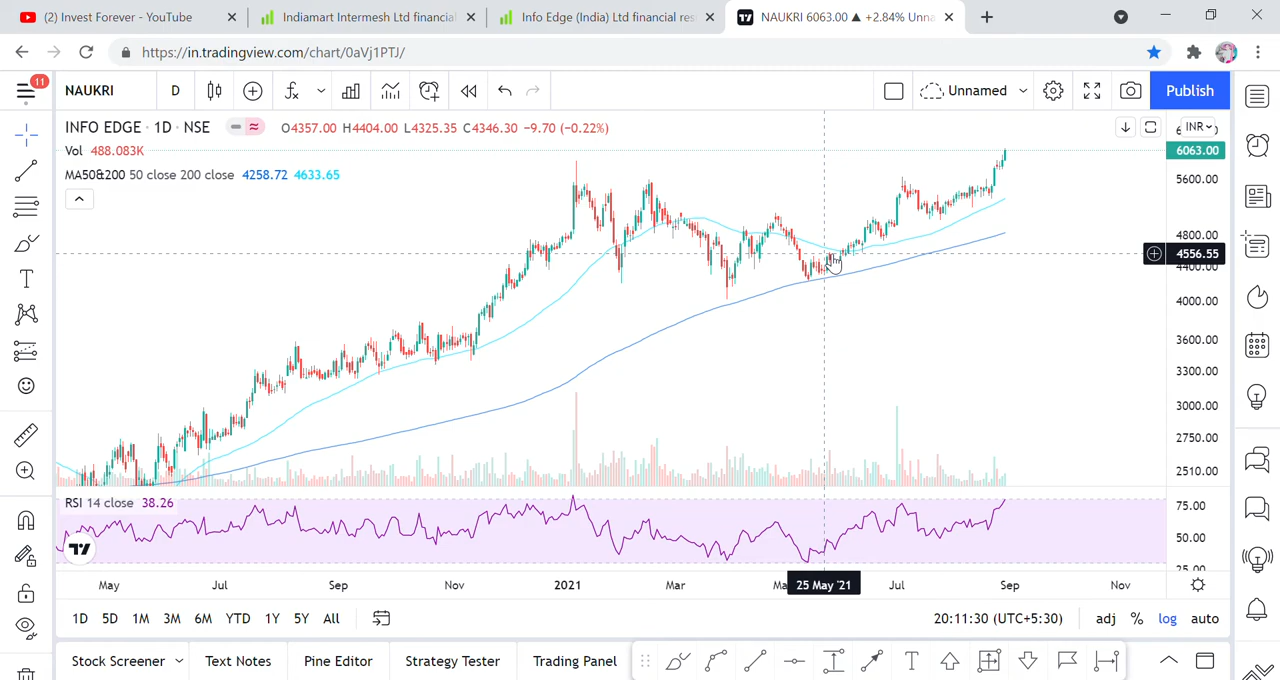 (2) Invest Forever - YouTube
Indiamart Intermesh Ltd financial
Info Edge (India) Ltd financial res
NAUKRI 6063.00 ▲ +2.84% Unna
https://in.tradingview.com/chart/0aVj1PTJ/
11
NAUKRI
D
Unnamed
Publish
INFO EDGE · 1D · NSE
O4357.00 H4404.00 L4325.35 C4346.30 −9.70 (−0.22%)
INR
Vol 488.083K
6063.00
MA50&200 50 close 200 close 4258.72 4633.65
5600.00
4800.00
4556.55
4400.00
4000.00
3600.00
3300.00
3000.00
2750.00
2510.00
RSI 14 close 38.26
75.00
50.00
25.00
May
Jul
Sep
Nov
2021
Mar
25 May '21
Jul
Sep
Nov
1D 5D 1M 3M 6M YTD 1Y 5Y All
20:11:30 (UTC+5:30)
adj % log auto
Stock Screener
Text Notes
Pine Editor
Strategy Tester
Trading Panel